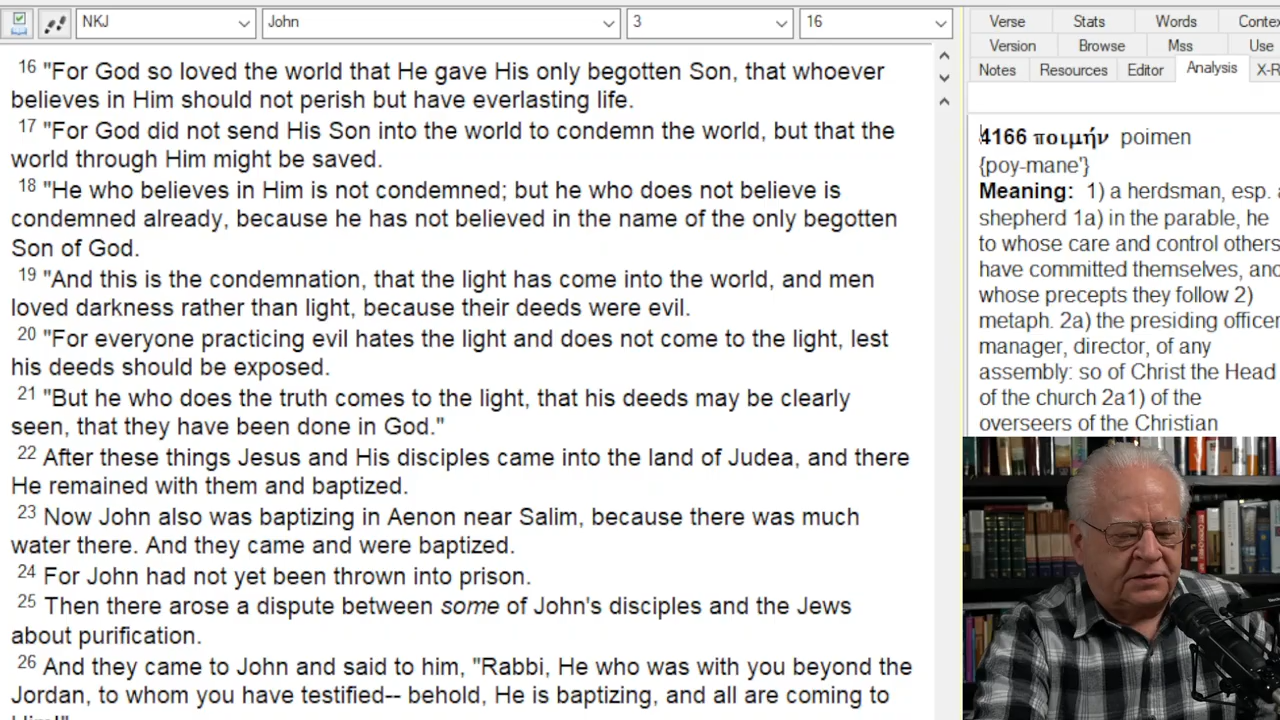 NKJ John 3 16
16 "For God so loved the world that He gave His only begotten Son, that whoever
believes in Him should not perish but have everlasting life.
17 "For God did not send His Son into the world to condemn the world, but that the
world through Him might be saved.
18 "He who believes in Him is not condemned; but he who does not believe is
condemned already, because he has not believed in the name of the only begotten
Son of God.
19 "And this is the condemnation, that the light has come into the world, and men
loved darkness rather than light, because their deeds were evil.
20 "For everyone practicing evil hates the light and does not come to the light, lest
his deeds should be exposed.
21 "But he who does the truth comes to the light, that his deeds may be clearly
seen, that they have been done in God."
22 After these things Jesus and His disciples came into the land of Judea, and there
He remained with them and baptized.
23 Now John also was baptizing in Aenon near Salim, because there was much
water there. And they came and were baptized.
24 For John had not yet been thrown into prison.
25 Then there arose a dispute between some of John's disciples and the Jews
about purification.
26 And they came to John and said to him, "Rabbi, He who was with you beyond the
Jordan, to whom you have testified-- behold, He is baptizing, and all are coming to
Verse Stats Words
Version Browse Mss Use
Notes Resources Editor Analysis
4166 ποιμήν poimen
{poy-mane'}
Meaning: 1) a herdsman, esp. a
shepherd 1a) in the parable, he
to whose care and control others
have committed themselves, and
whose precepts they follow 2)
metaph. 2a) the presiding officer,
manager, director, of any
assembly: so of Christ the Head
of the church 2a1) of the
overseers of the Christian